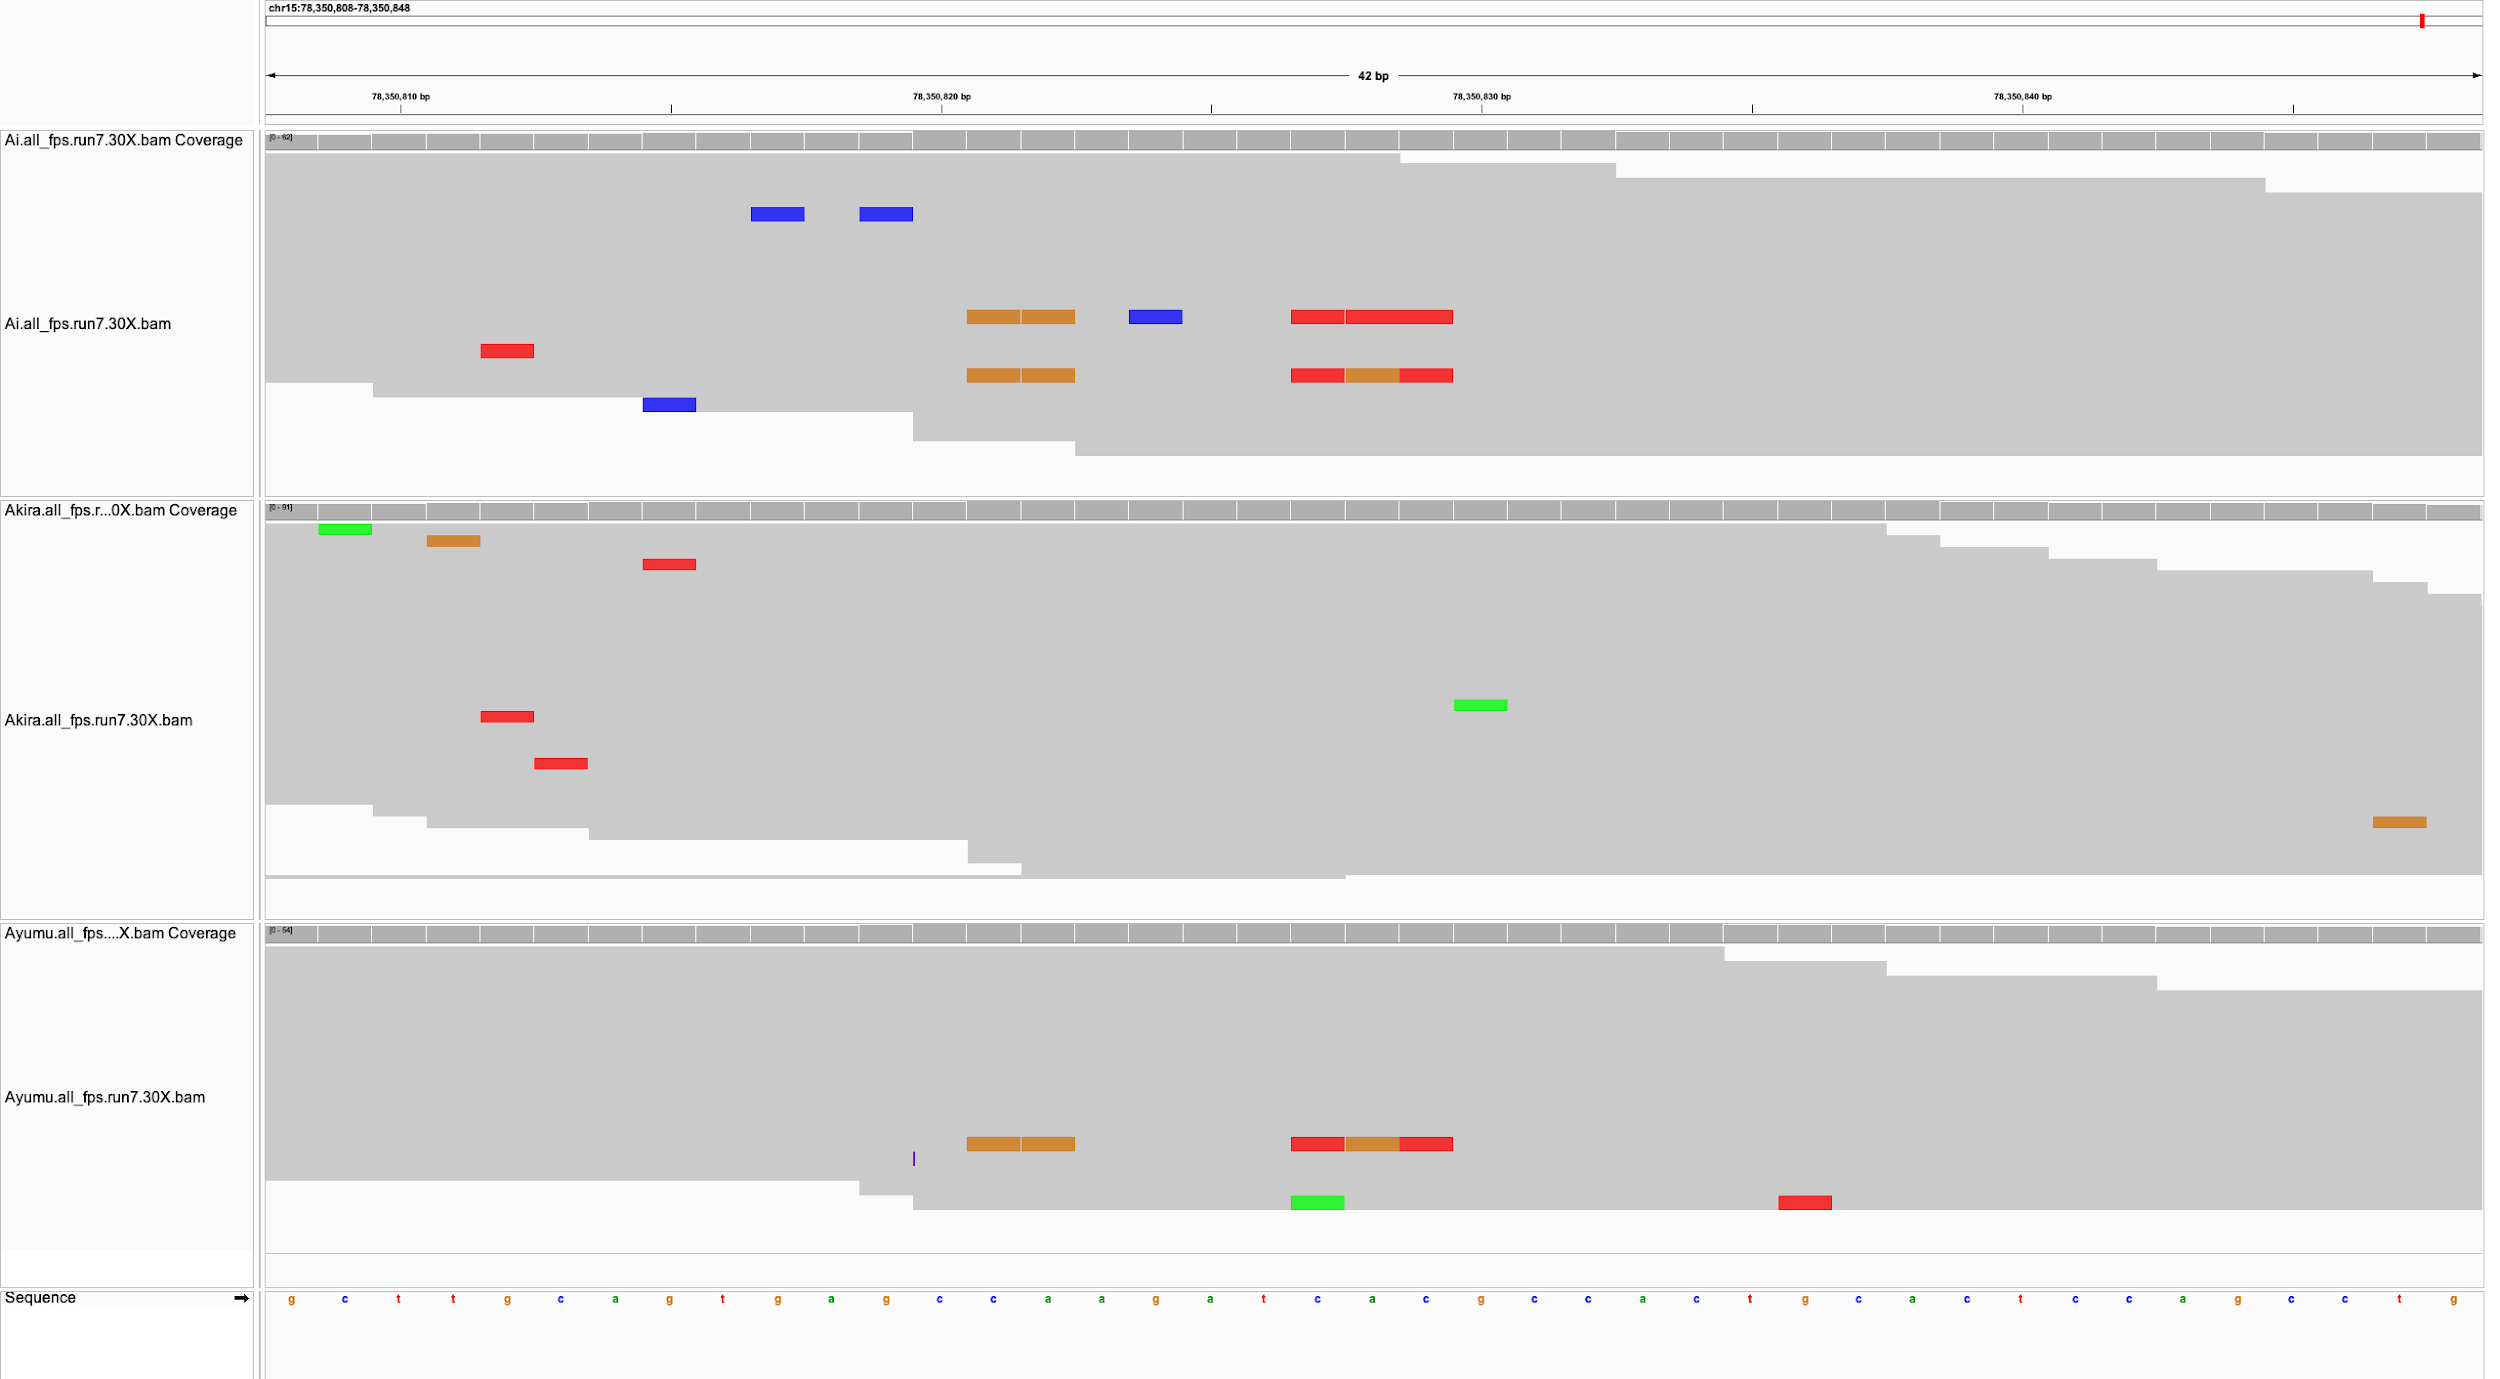 chr15:78,350,808-78,350,848
42 bp
78,350,810 bp 78,350,820 bp 78,350,830 bp 78,350,840 bp
Ai.all_fps.run7.30X.bam Coverage
[0 - 62]
Ai.all_fps.run7.30X.bam
Akira.all_fps.r...0X.bam Coverage
[0 - 91]
Akira.all_fps.run7.30X.bam
Ayumu.all_fps....X.bam Coverage
[0 - 54]
Ayumu.all_fps.run7.30X.bam
Sequence g c t t g c a g t g a g c c a a g a t c a c g c c a c t g c a c t c c a g c c t g